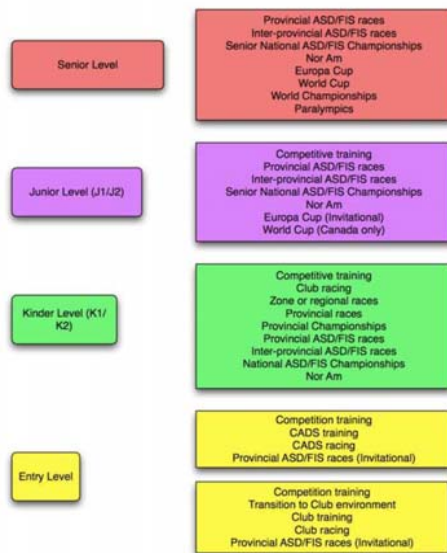 Senior Level
Provincial ASD/FIS races
Inter-provincial ASD/FIS races
Senior National ASD/FIS Championships
Nor Am
Europa Cup
World Cup
World Championships
Paralympics
Junior Level (J1/J2)
Competitive training
Provincial ASD/FIS races
Inter-provincial ASD/FIS races
Senior National ASD/FIS Championships
Nor Am
Europa Cup (Invitational)
World Cup (Canada only)
Kinder Level (K1/
K2)
Competitive training
Club racing
Zone or regional races
Provincial races
Provincial Championships
Provincial ASD/FIS races
Inter-provincial ASD/FIS races
National ASD/FIS Championships
Nor Am
Entry Level
Competition training
CADS training
CADS racing
Provincial ASD/FIS races (Invitational)
Competition training
Transition to Club environment
Club training
Club racing
Provincial ASD/FIS races (Invitational)